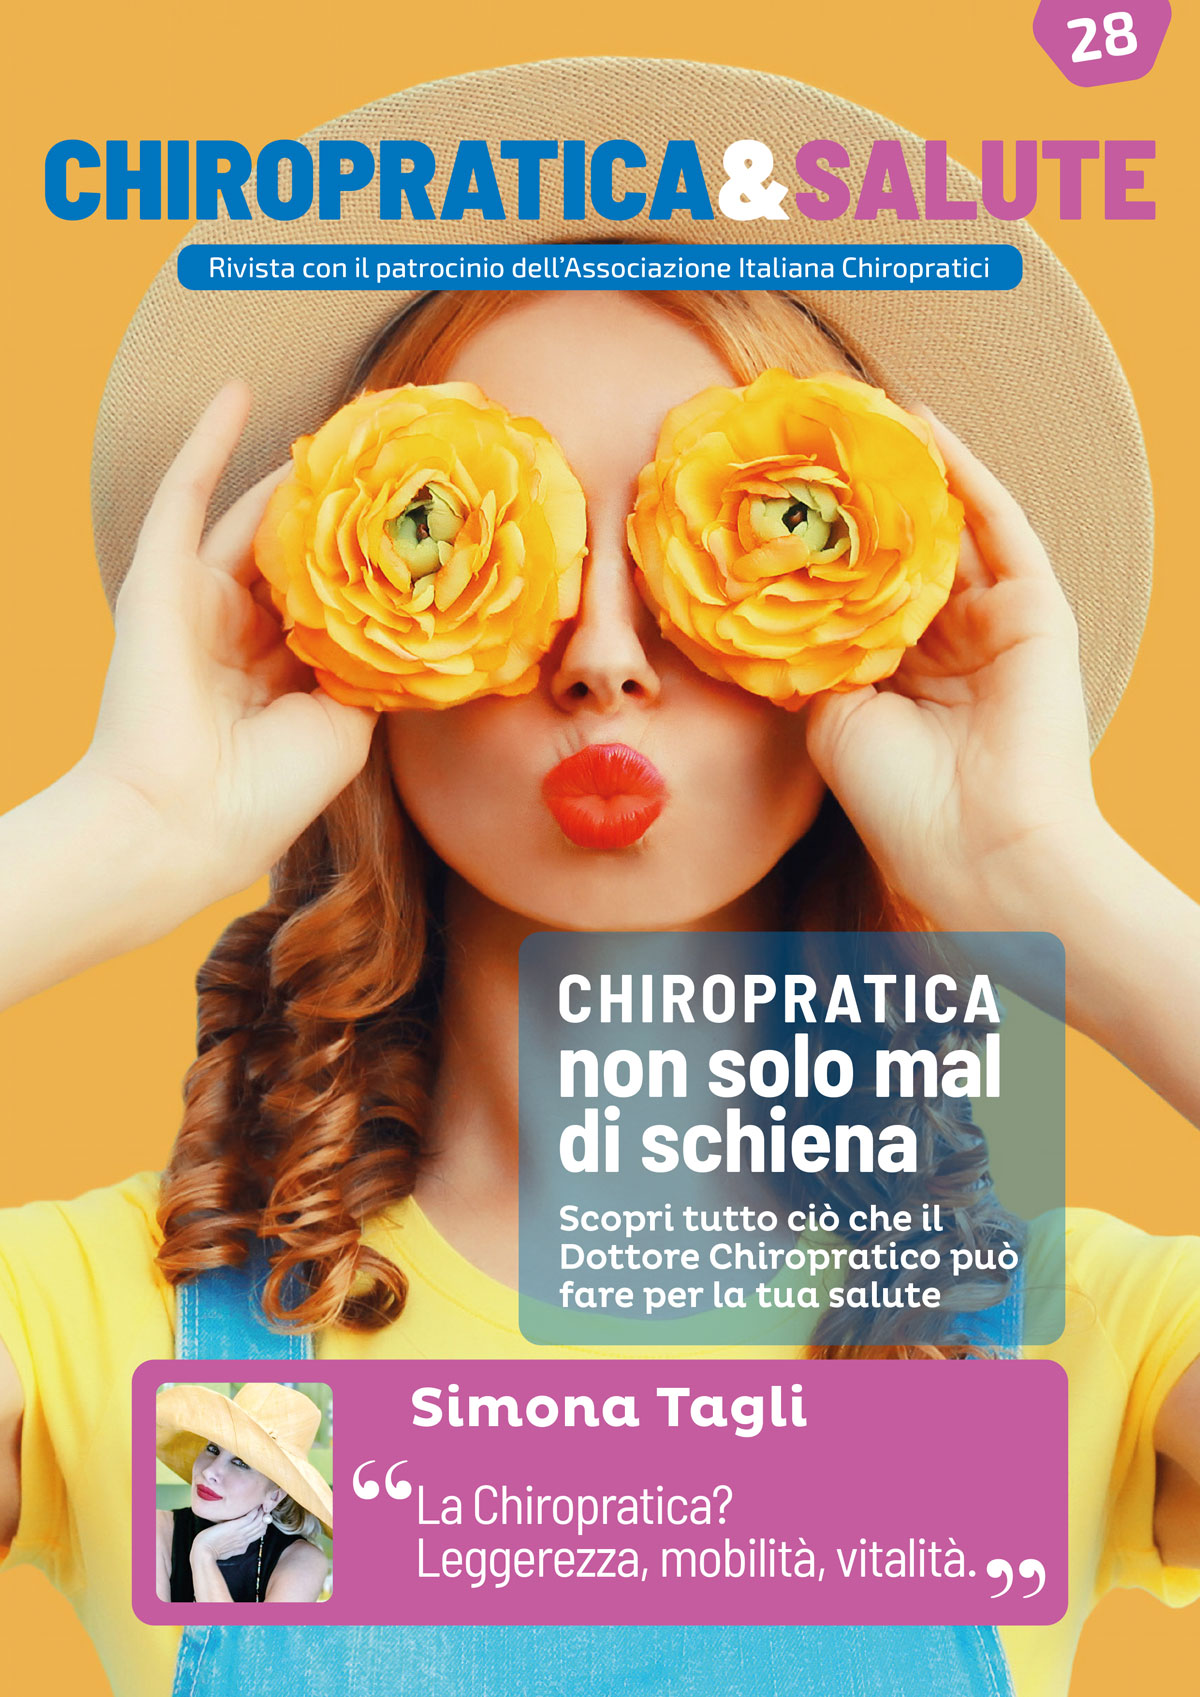 28
CHIROPRATICA&SALUTE
Rivista con il patrocinio dell'Associazione Italiana Chiropratici
CHIROPRATICA
non solo mal
di schiena
Scopri tutto ciò che il
Dottore Chiropratico può
fare per la tua salute
Simona Tagli
“La Chiropratica?
Leggerezza, mobilità, vitalità.”